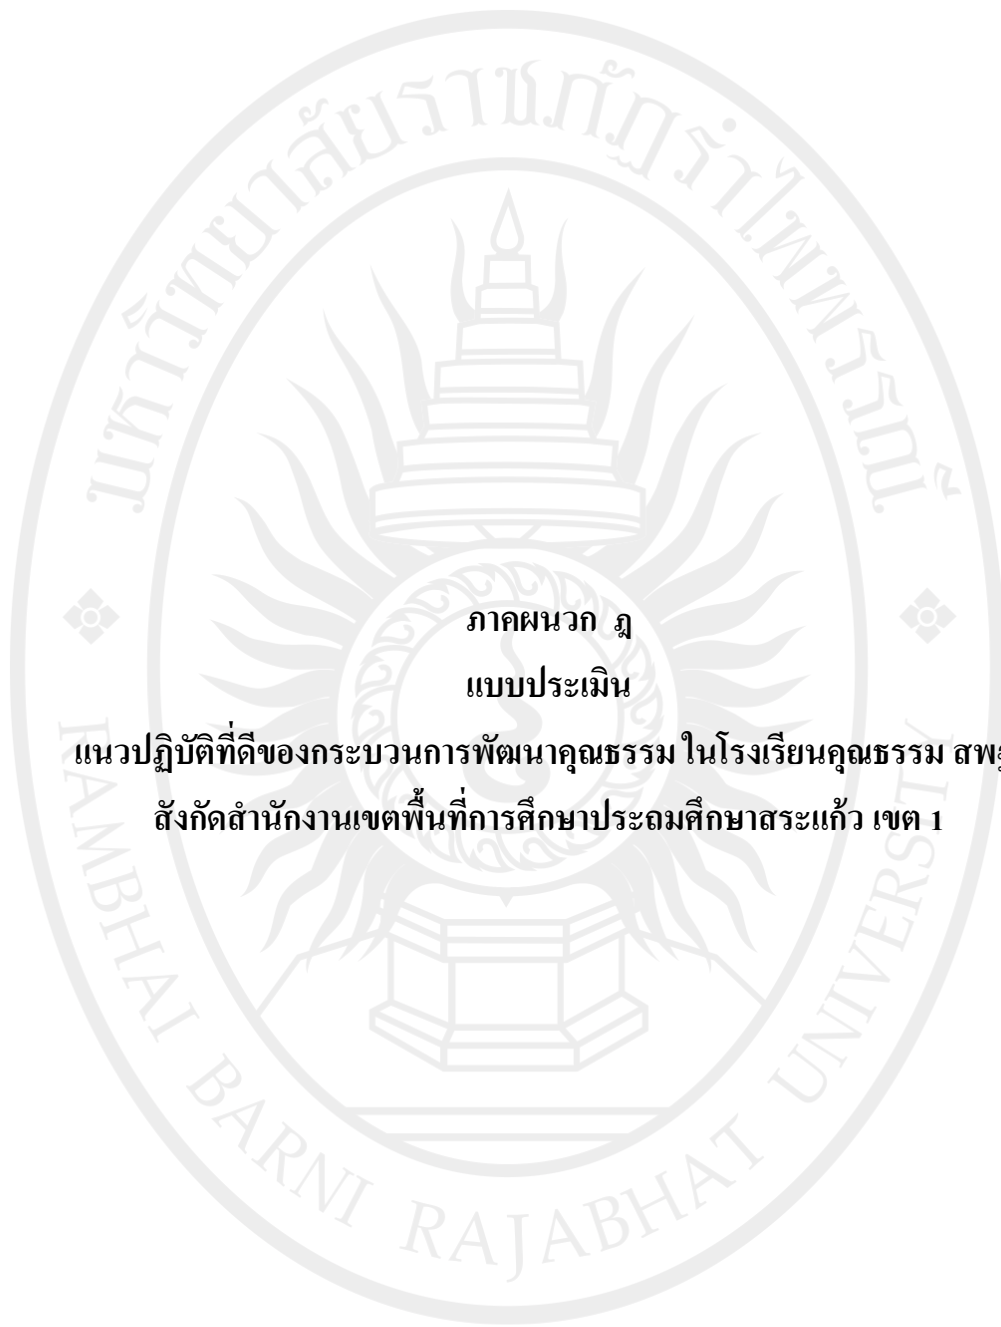 มหาวิทยาลัยราชภัฏรำไพพรรณี
ภาคผนวก ฎ
แบบประเมิน
แนวปฏิบัติที่ดีของกระบวนการพัฒนาคุณธรรม ในโรงเรียนคุณธรรม
สังกัดสำนักงานเขตพื้นที่การศึกษาประถมศึกษาสระแก้ว เขต 1
RAMBHAI BARNI RAJABHAT UNIVERSITY